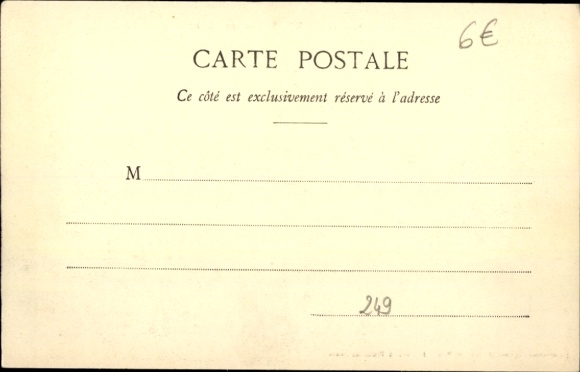 6€
CARTE POSTALE
Ce côté est exclusivement réservé à l'adresse
M
249